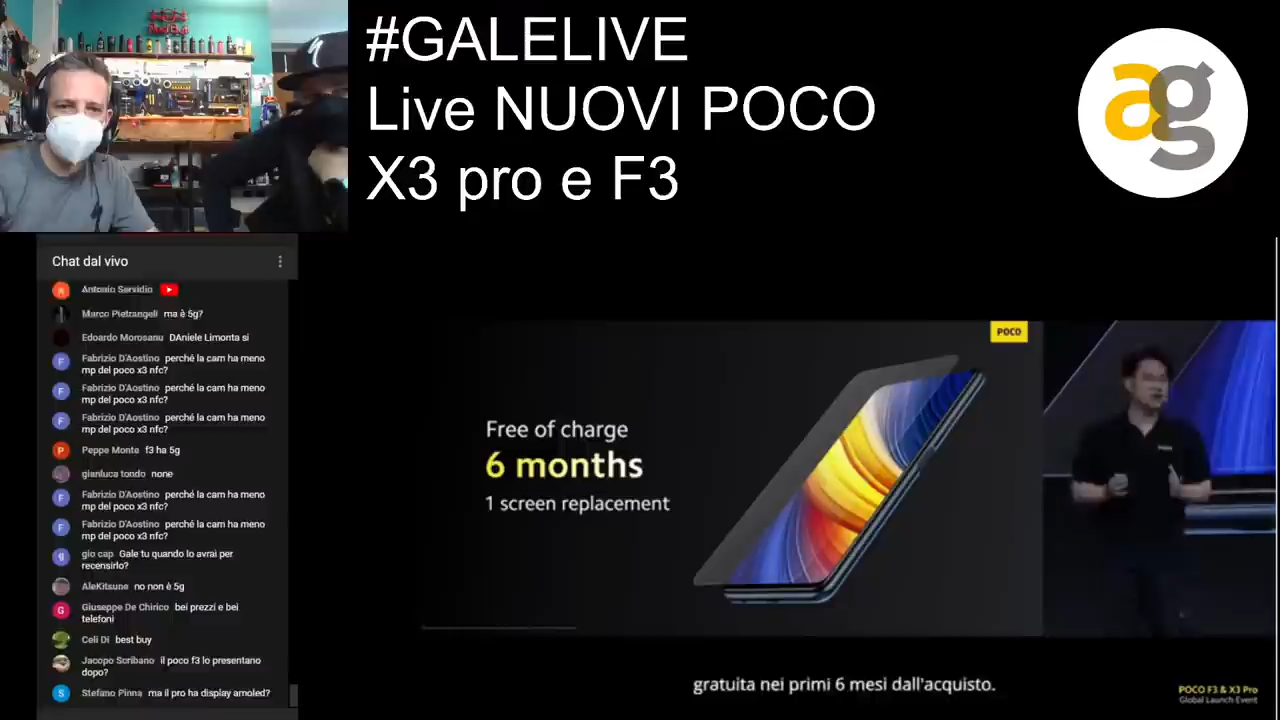 #GALELIVE
Live NUOVI POCO
X3 pro e F3
ag
Chat dal vivo
Antonio Servidio
Marco Pietrangeli ma è 5g?
Edoardo Morosanu DAniele Limonta si
Fabrizio D'Aostino perché la cam ha meno
mp del poco x3 nfc?
Fabrizio D'Aostino perché la cam ha meno
mp del poco x3 nfc?
Fabrizio D'Aostino perché la cam ha meno
mp del poco x3 nfc?
Peppe Monte f3 ha 5g
gianluca tondo none
Fabrizio D'Aostino perché la cam ha meno
mp del poco x3 nfc?
Fabrizio D'Aostino perché la cam ha meno
mp del poco x3 nfc?
gio cap Gale tu quando lo avrai per
recensirlo?
AleKitsune no non è 5g
Giuseppe De Chirico bei prezzi e bei
telefoni
Celi Di best buy
Jacopo Scribano il poco f3 lo presentano
dopo?
Stefano Pinna ma il pro ha display amoled?
POCO
Free of charge
6 months
1 screen replacement
gratuita nei primi 6 mesi dall'acquisto.
POCO F3 & X3 Pro
Global Launch Event